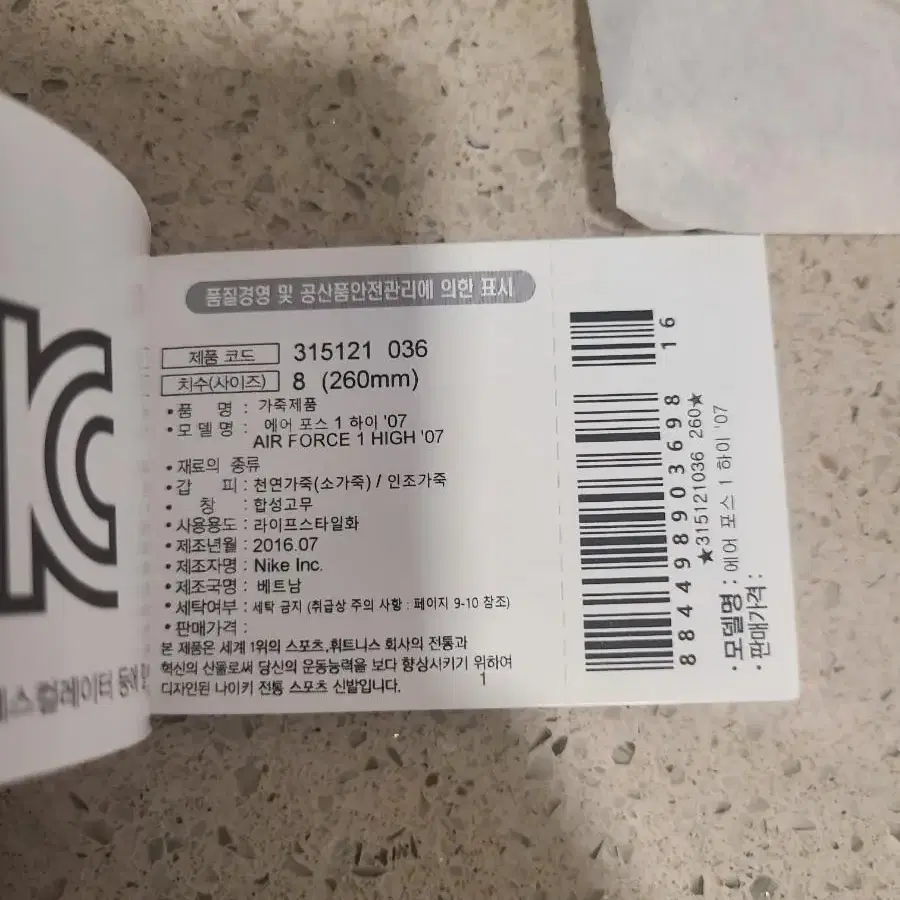 품질경영 및 공산품안전관리에 의한 표시
제품 코드 315121 036
치수(사이즈) 8 (260mm)
• 품 명 : 가죽제품
• 모델명 : 에어 포스 1 하이 '07
AIR FORCE 1 HIGH '07
• 재료의 종류
• 갑 피 : 천연가죽(소가죽) / 인조가죽
• 창 : 합성고무
• 사용용도 : 라이프스타일화
• 제조년월 : 2016.07
• 제조자명 : Nike Inc.
• 제조국명 : 베트남
• 세탁여부 : 세탁 금지 (취급상 주의 사항 : 페이지 9-10 참조)
• 판매가격 :
본 제품은 세계 1위의 스포츠,휘트니스 회사의 전통과
혁신의 산물로써 당신의 운동능력을 보다 향상시키기 위하여
디자인된 나이키 전통 스포츠 신발입니다.
1
884498903698
16
★315121036 260★
• 모델명 : 에어 포스 1 하이 '07
• 판매가격 :
스컬레이터 등에